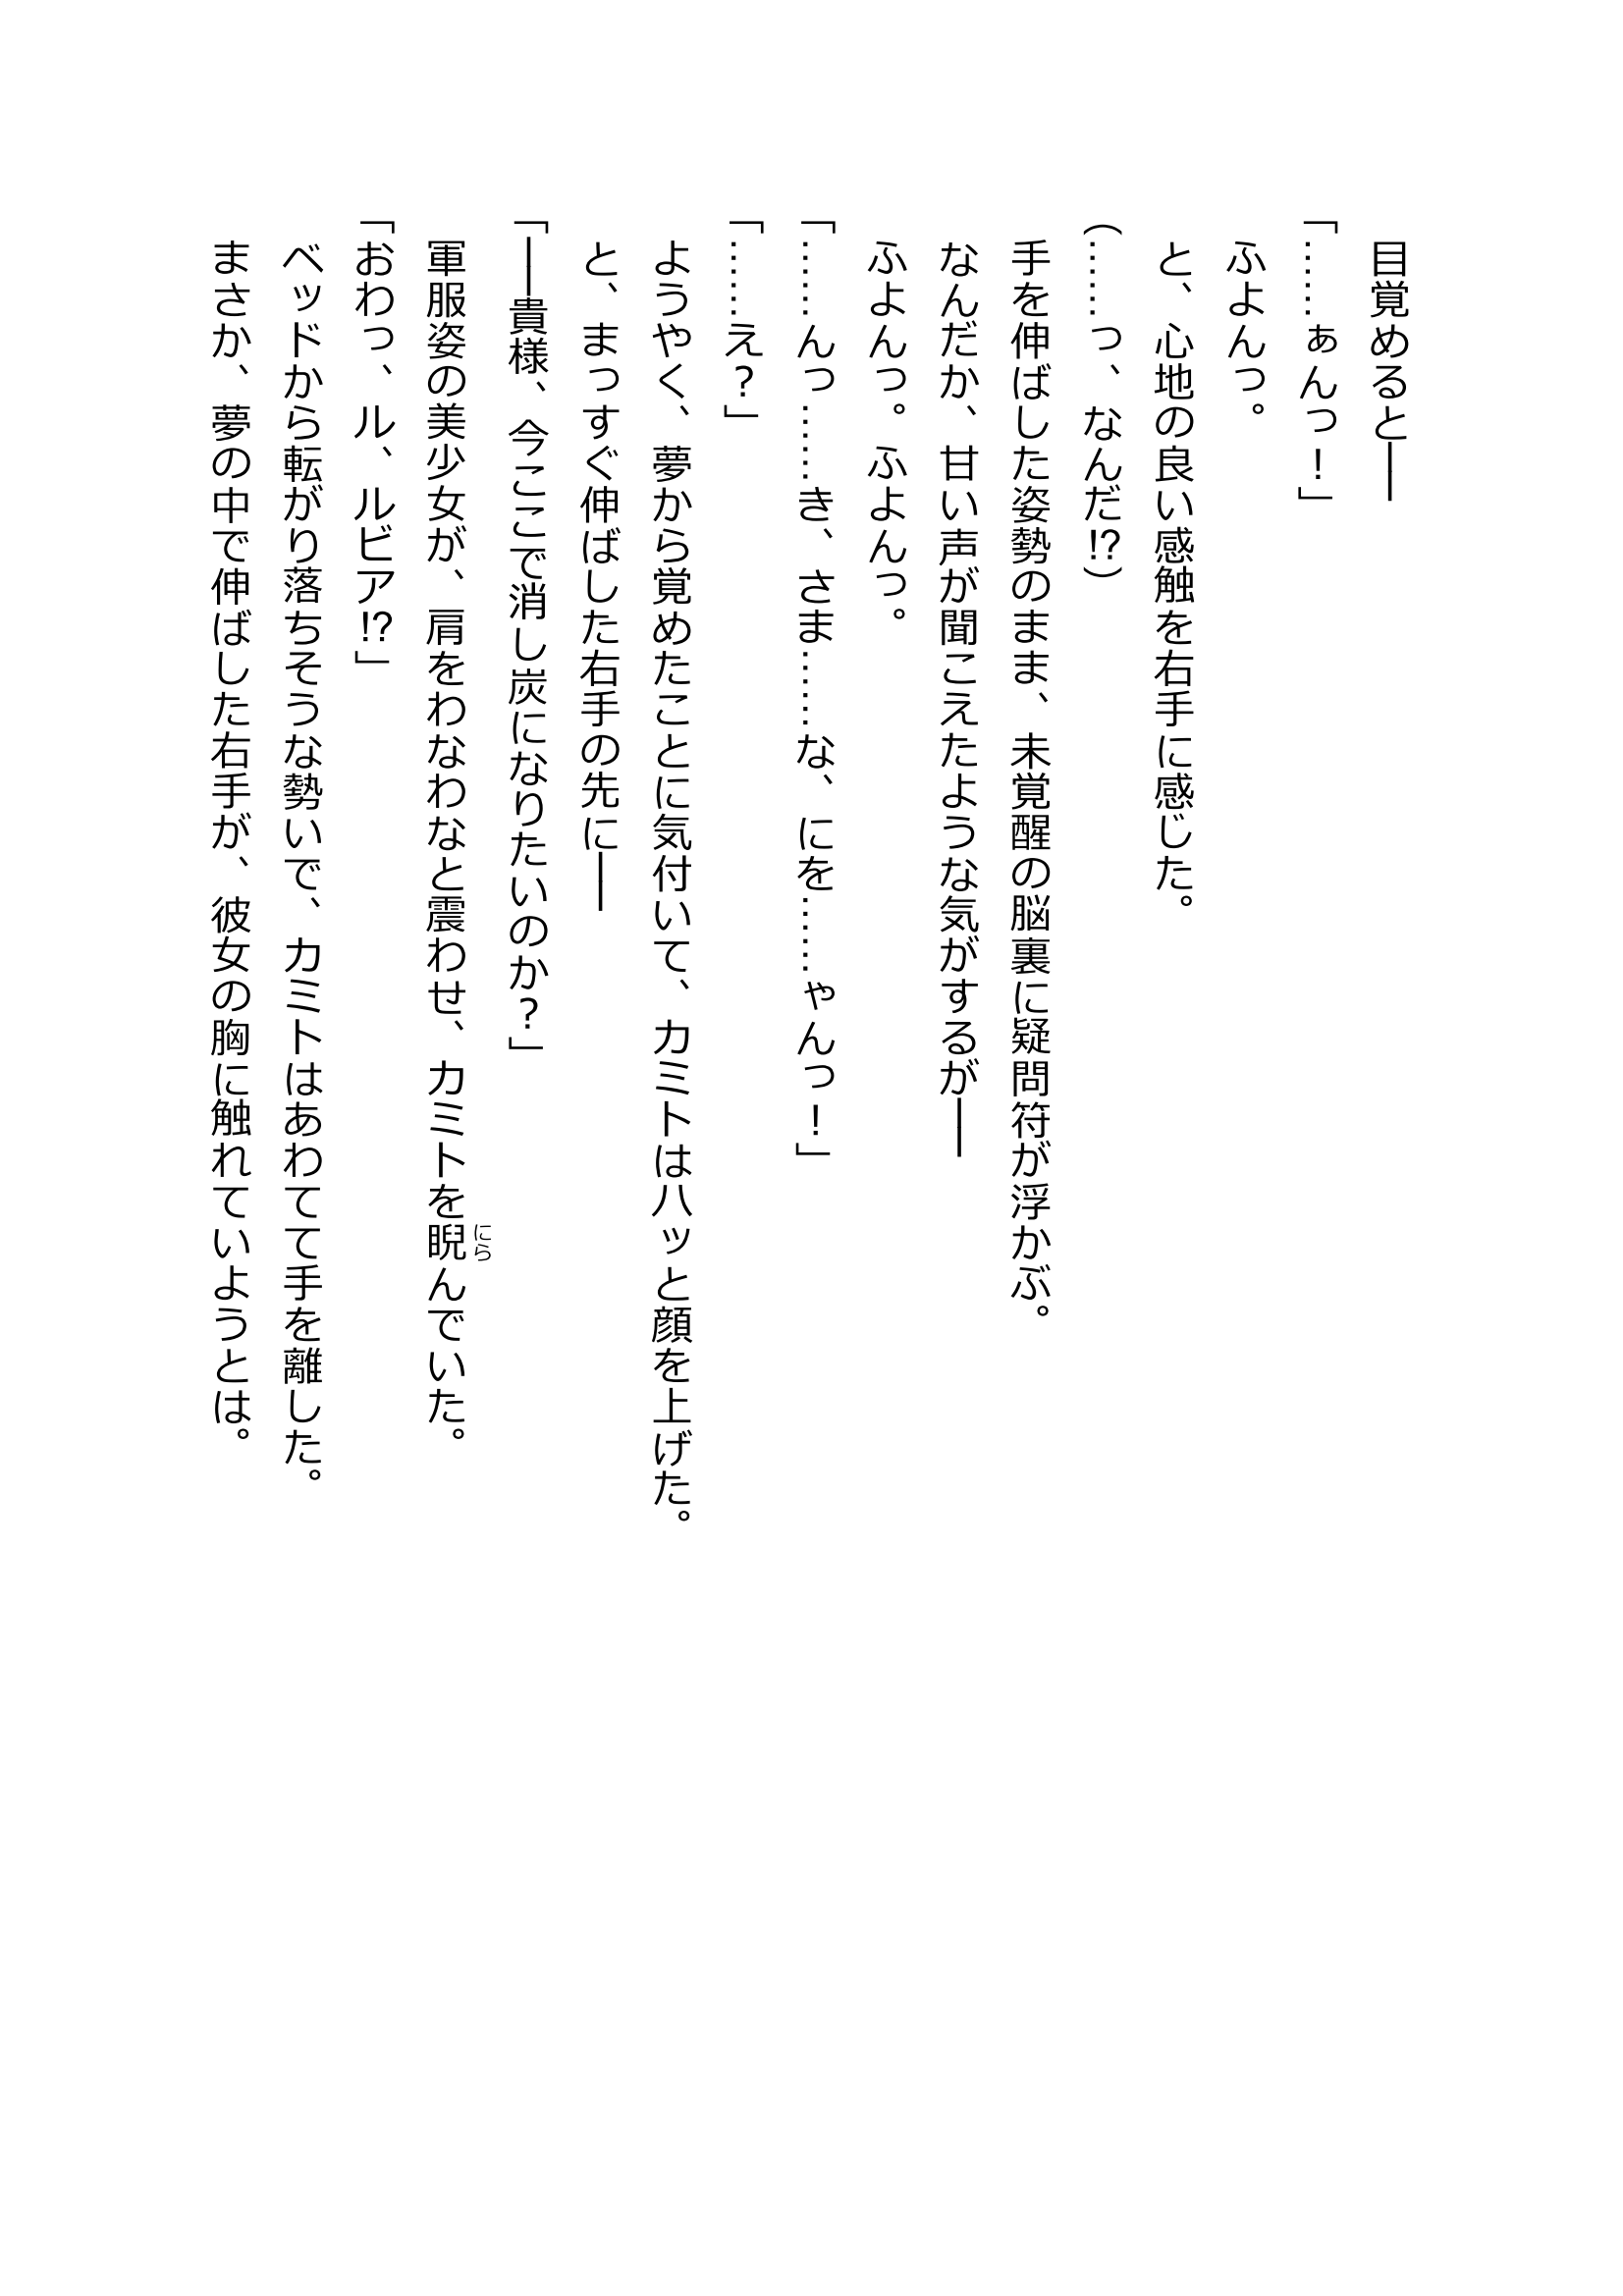 目覚めると――
「……ぁんっ！」
ふよんっ。
と、心地の良い感触を右手に感じた。
（……っ、なんだ⁉）
手を伸ばした姿勢のまま、未覚醒の脳裏に疑問符が浮かぶ。
なんだか、甘い声が聞こえたような気がするが――
ふよんっ。ふよんっ。
「……んっ……き、さま……な、にを……ゃんっ！」
「……え？」
ようやく、夢から覚めたことに気付いて、カミトはハッと顔を上げた。
と、まっすぐ伸ばした右手の先に――
「――貴様、今ここで消し炭になりたいのか？」
軍服姿の美少女が、肩をわなわなと震わせ、カミトを睨んでいた。
にら
「おわっ、ル、ルビア⁉」
ベッドから転がり落ちそうな勢いで、カミトはあわてて手を離した。
まさか、夢の中で伸ばした右手が、彼女の胸に触れていようとは。